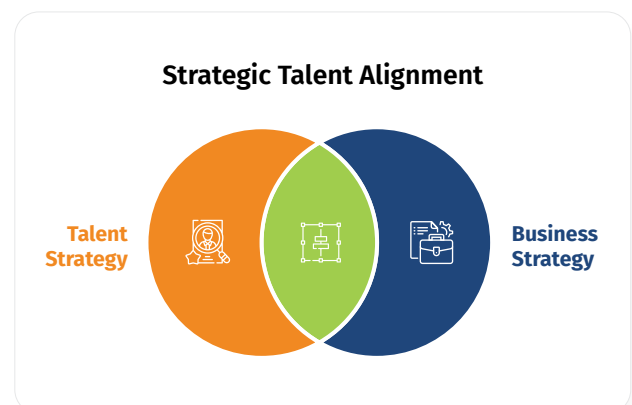 Strategic Talent Alignment
Talent
Strategy
Business
Strategy